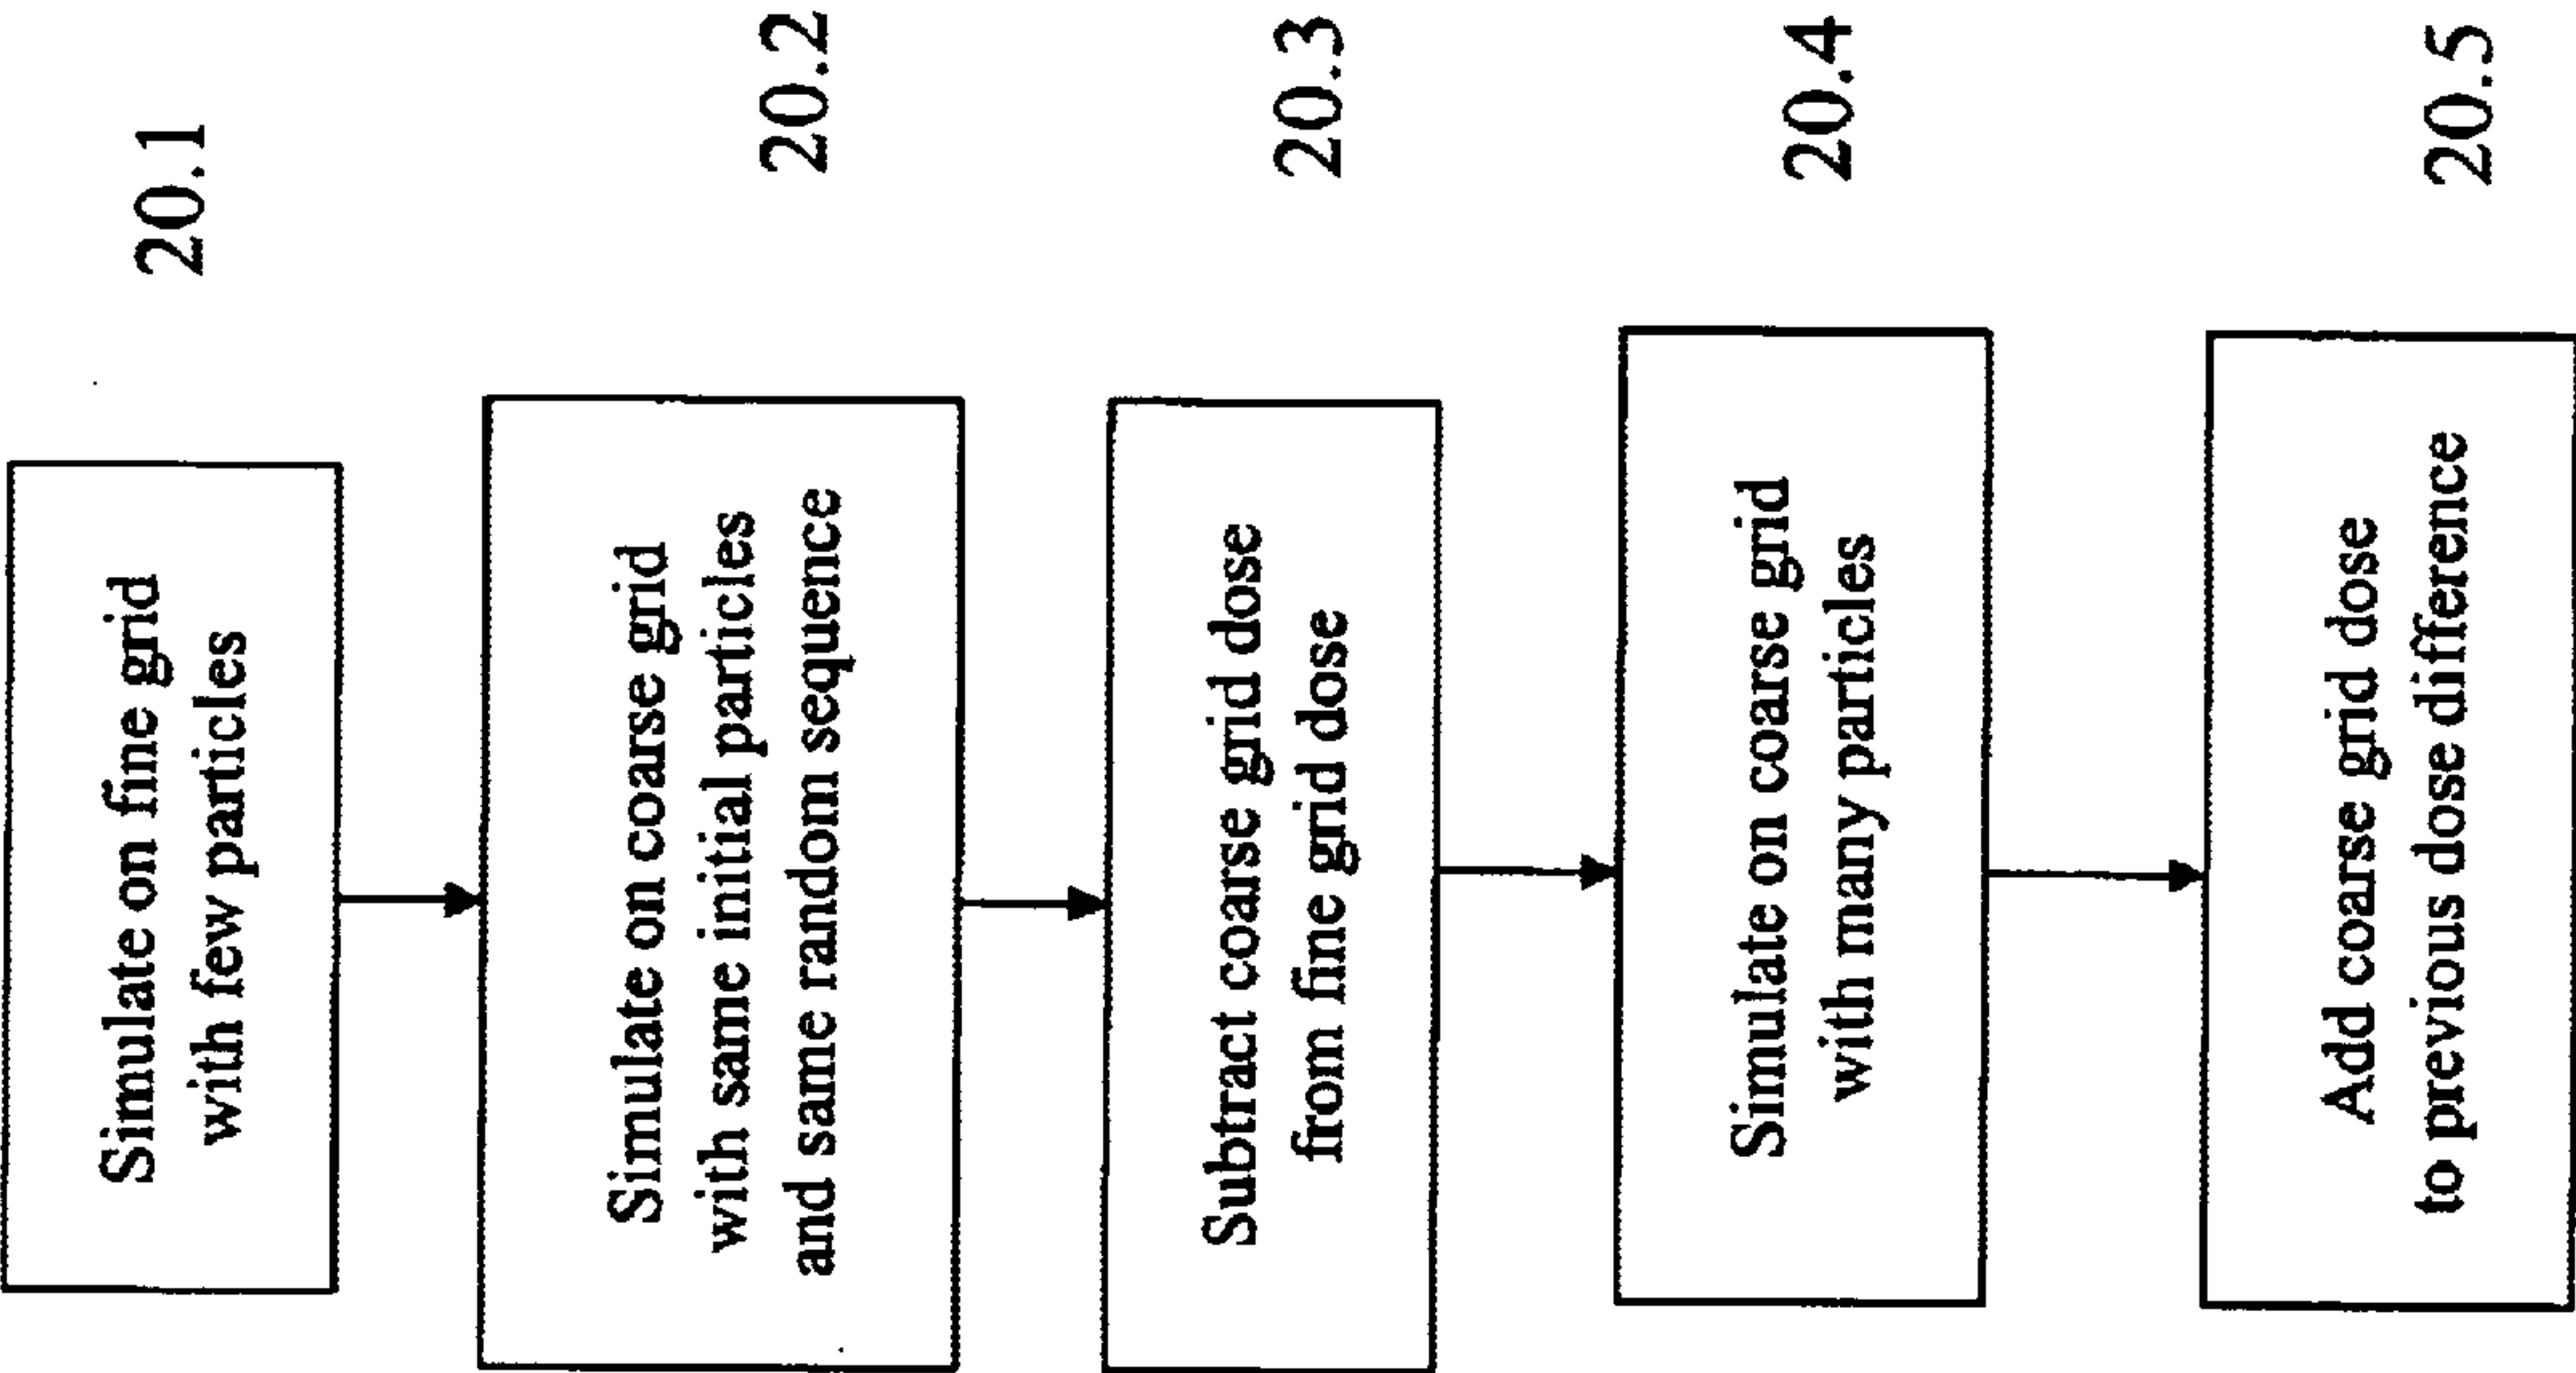 Simulate on fine grid
with few particles
20.1
Simulate on coarse grid
with same initial particles
and same random sequence
20.2
Subtract coarse grid dose
from fine grid dose
20.3
Simulate on coarse grid
with many particles
20.4
Add coarse grid dose
to previous dose difference
20.5